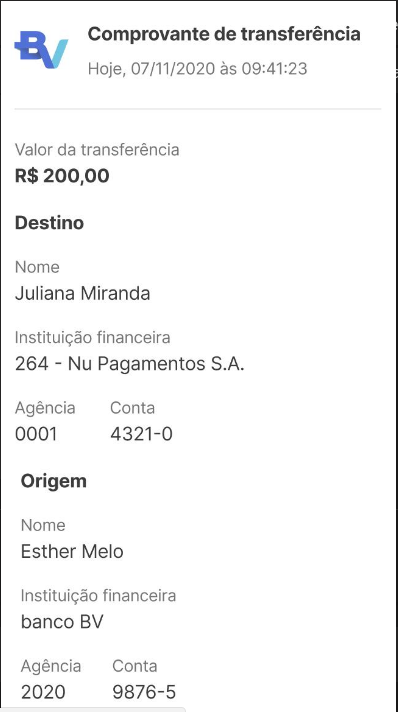 BV
Comprovante de transferência
Hoje, 07/11/2020 às 09:41:23
Valor da transferência
R$ 200,00
Destino
Nome
Juliana Miranda
Instituição financeira
264 - Nu Pagamentos S.A.
Agência Conta
0001 4321-0
Origem
Nome
Esther Melo
Instituição financeira
banco BV
Agência Conta
2020 9876-5